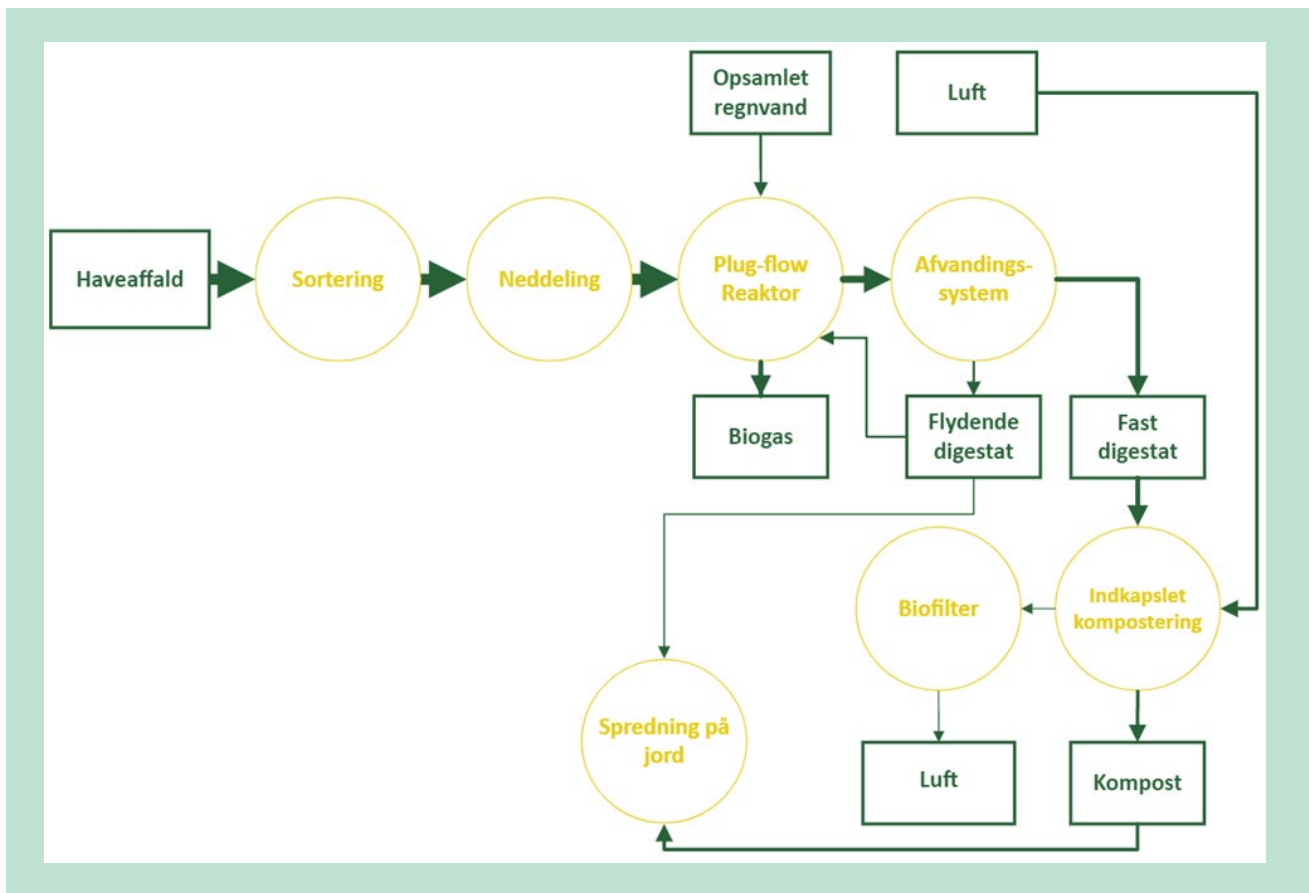 Opsamlet
regnvand
Luft
Haveaffald
Sortering
Neddeling
Plug-flow
Reaktor
Afvandings-
system
Biogas
Flydende
digestat
Fast
digestat
Biofilter
Indkapslet
kompostering
Spredning på
jord
Luft
Kompost